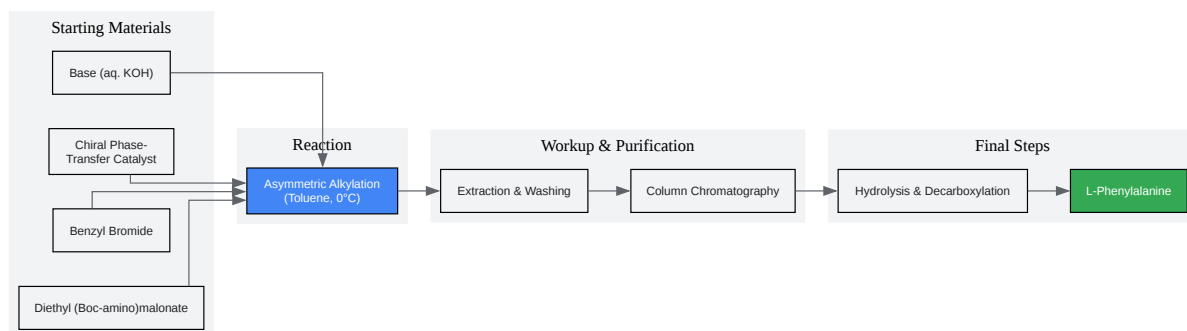 Starting Materials
Base (aq. KOH)
Chiral Phase-
Transfer Catalyst
Benzyl Bromide
Diethyl (Boc-amino)malonate
Reaction
Asymmetric Alkylation
(Toluene, 0°C)
Workup & Purification
Extraction & Washing
Column Chromatography
Final Steps
Hydrolysis & Decarboxylation
L-Phenylalanine